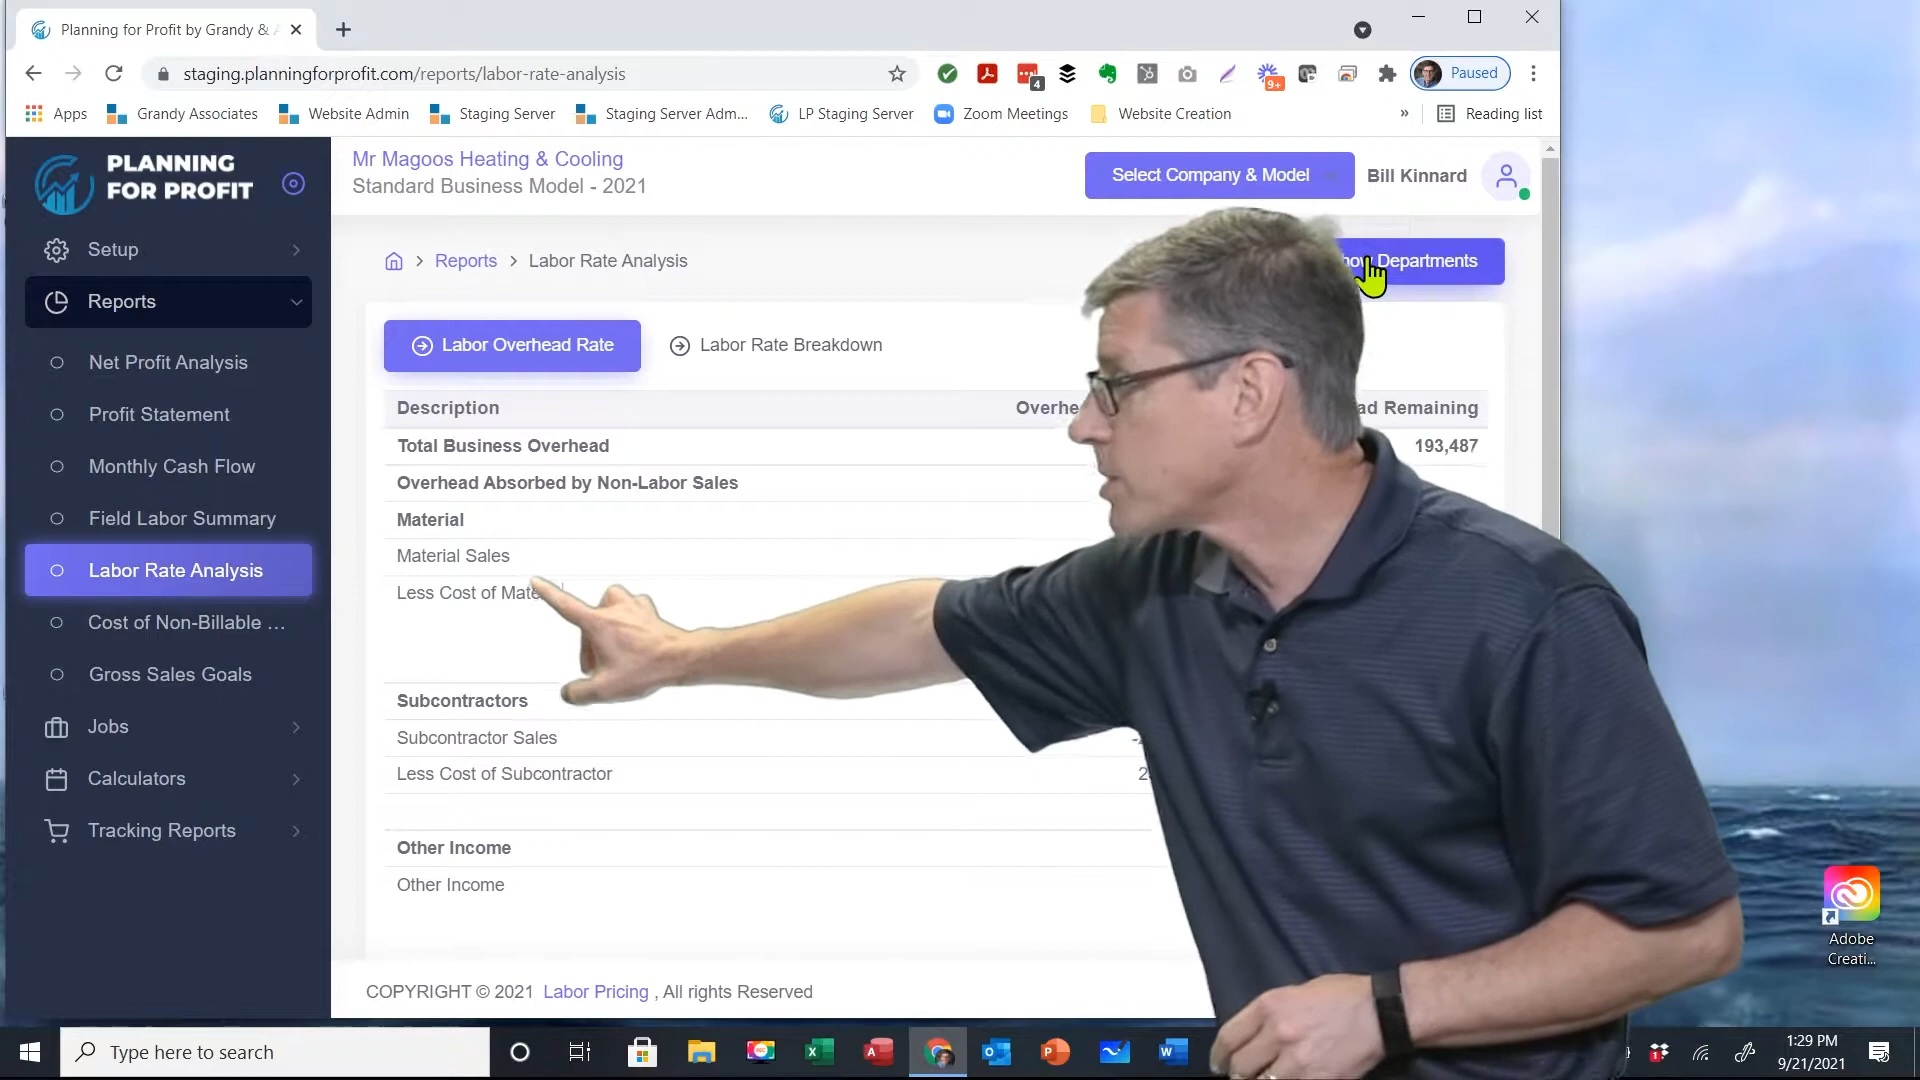 Planning for Profit by Grandy &
staging.planningforprofit.com/reports/labor-rate-analysis
4
9+
Paused
Apps
Grandy Associates
Website Admin
Staging Server
Staging Server Adm...
LP Staging Server
Zoom Meetings
Website Creation
»
Reading list
PLANNING
FOR PROFIT
Mr Magoos Heating & Cooling
Standard Business Model - 2021
Select Company & Model
Bill Kinnard
Setup
Reports
Net Profit Analysis
Profit Statement
Monthly Cash Flow
Field Labor Summary
Labor Rate Analysis
Cost of Non-Billable ...
Gross Sales Goals
Jobs
Calculators
Tracking Reports
Reports > Labor Rate Analysis
Departments
Labor Overhead Rate
Labor Rate Breakdown
Description
Remaining
Total Business Overhead
193,487
Overhead Absorbed by Non-Labor Sales
Material
Material Sales
Less Cost of
Subcontractors
Subcontractor Sales
Less Cost of Subcontractor
Other Income
Other Income
COPYRIGHT © 2021 Labor Pricing , All rights Reserved
Adobe
Creati...
Type here to search
1
1:29 PM
9/21/2021